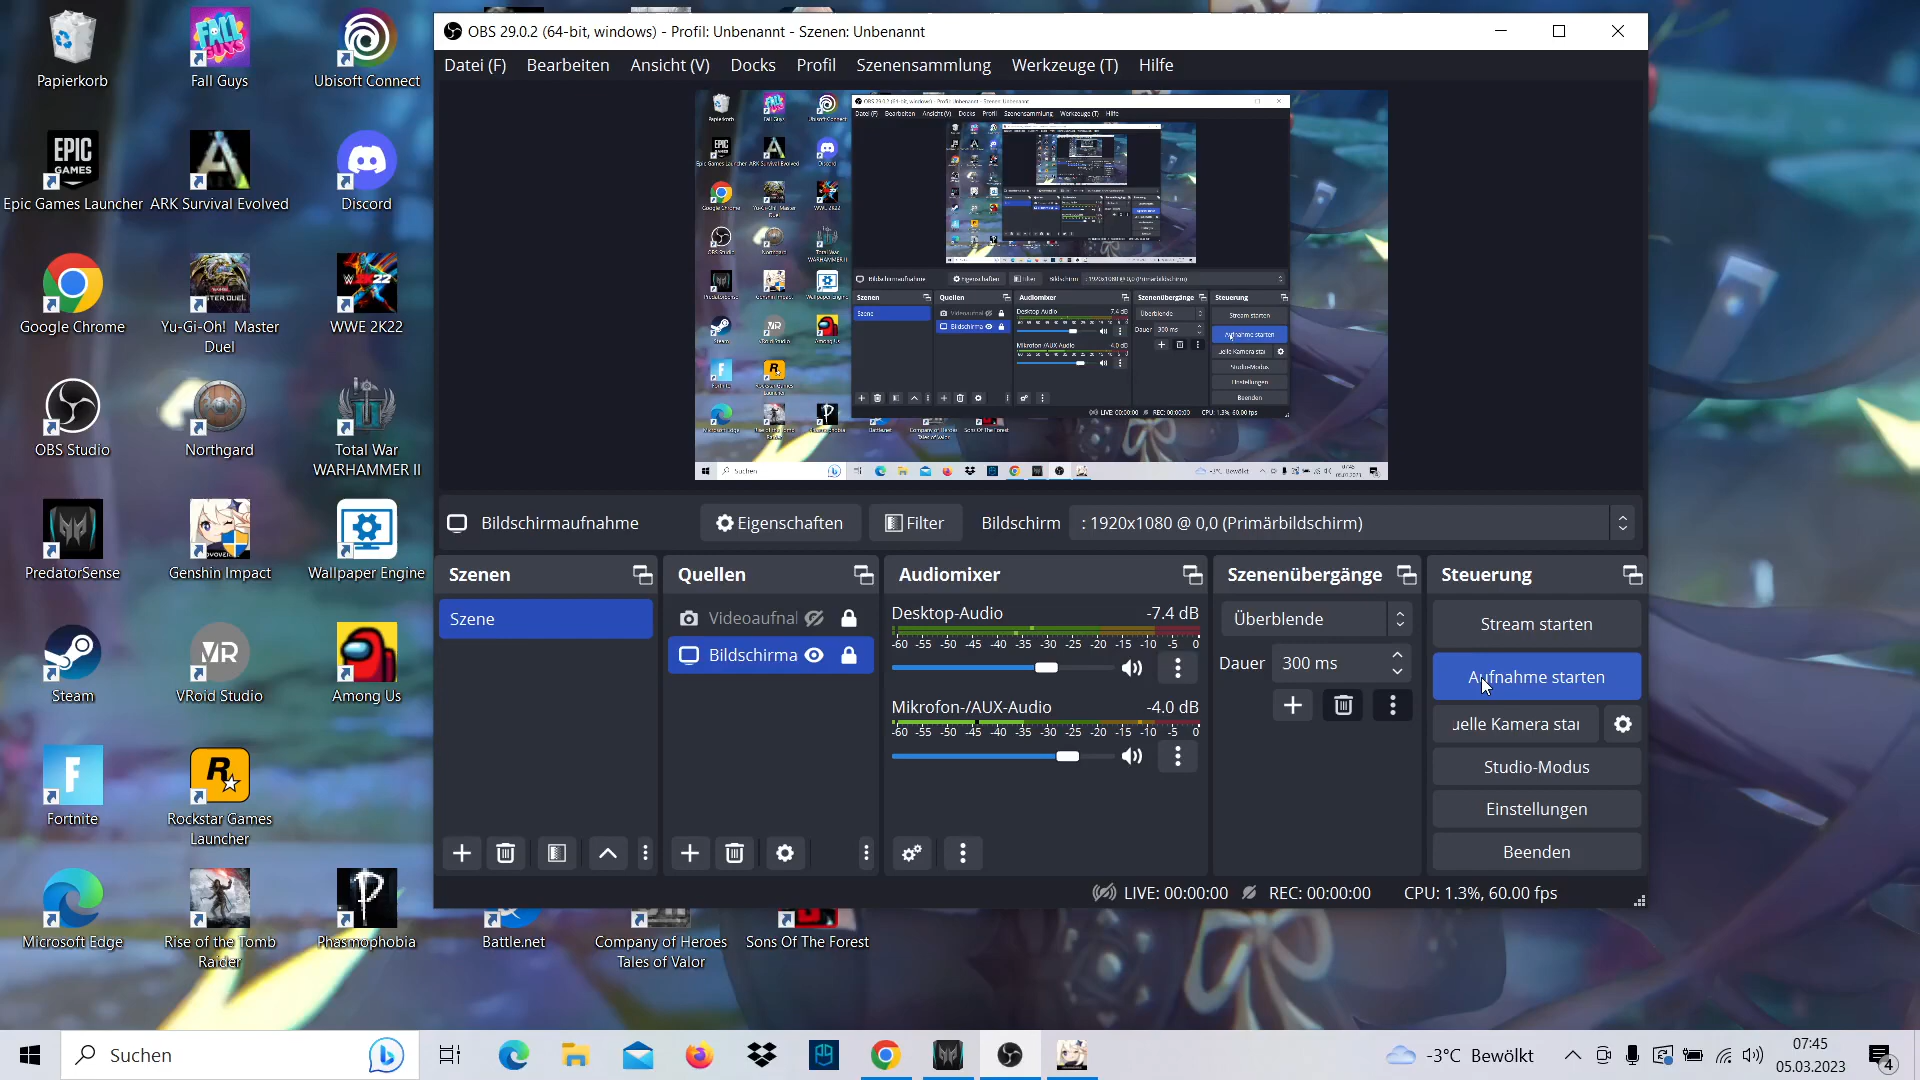 Papierkorb
Fall Guys
Ubisoft Connect
Epic Games Launcher
ARK Survival Evolved
Discord
Google Chrome
Yu-Gi-Oh! Master
Duel
WWE 2K22
OBS Studio
Northgard
Total War
WARHAMMER II
PredatorSense
Genshin Impact
Wallpaper Engine
Steam
VRoid Studio
Among Us
Fortnite
Rockstar Games
Launcher
Microsoft Edge
Rise of the Tomb
Raider
Phasmophobia
Battle.net
Company of Heroes
Tales of Valor
Sons Of The Forest
OBS 29.0.2 (64-bit, windows) - Profil: Unbenannt - Szenen: Unbenannt
Datei (F) Bearbeiten Ansicht (V) Docks Profil Szenensammlung Werkzeuge (T) Hilfe
Bildschirmaufnahme Eigenschaften Filter Bildschirm : 1920x1080 @ 0,0 (Primärbildschirm)
Szenen
Szene
Quellen
Videoaufnal
Bildschirma
Audiomixer
Desktop-Audio -7.4 dB
-60 -55 -50 -45 -40 -35 -30 -25 -20 -15 -10 -5 0
Mikrofon-/AUX-Audio -4.0 dB
-60 -55 -50 -45 -40 -35 -30 -25 -20 -15 -10 -5 0
Szenenübergänge
Überblende
Dauer 300 ms
Steuerung
Stream starten
Aufnahme starten
uelle Kamera star
Studio-Modus
Einstellungen
Beenden
LIVE: 00:00:00 REC: 00:00:00 CPU: 1.3%, 60.00 fps
Suchen
-3°C Bewölkt
07:45
05.03.2023
4